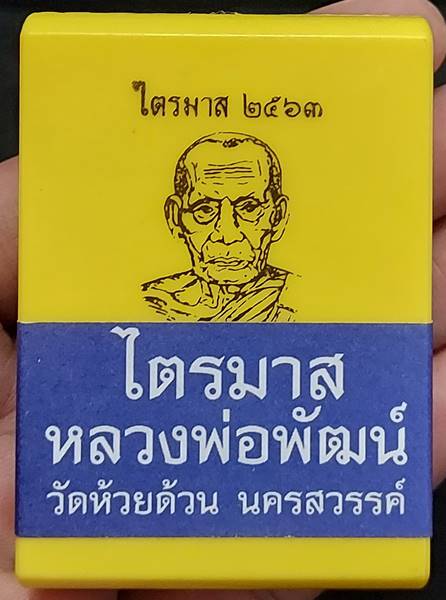 ไตรมาส ๒๕๖๓
ไตรมาส
หลวงพ่อพัฒน์
วัดห้วยด้วน นครสวรรค์